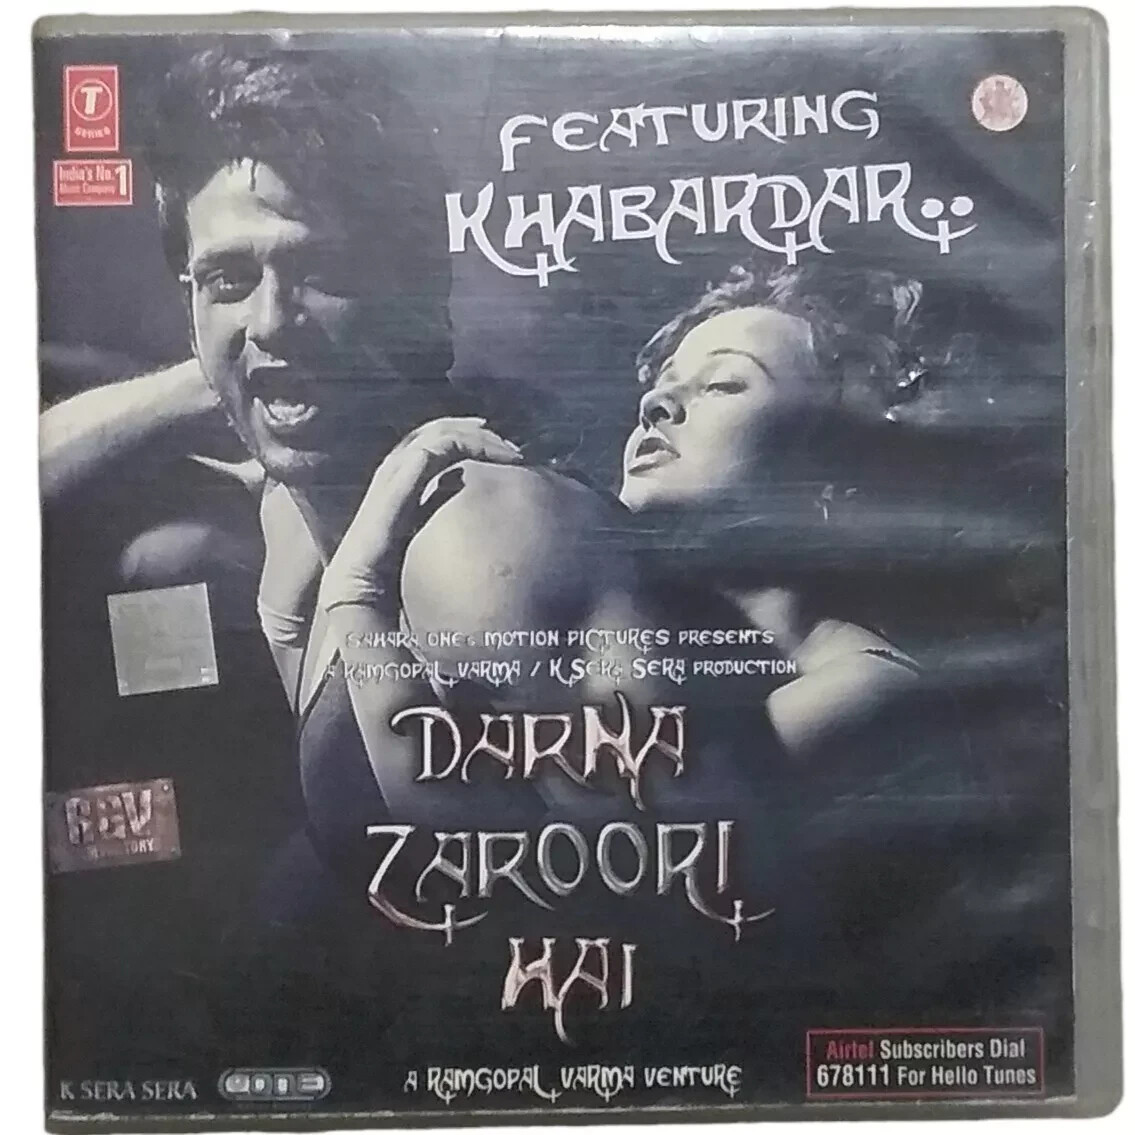 T
SERIES
India's No.1
Music Company
FEATURING
KHABARDAR..
SAHARA ONE MOTION PICTURES PRESENTS
A RAMGOPAL VARMA / K SERA SERA PRODUCTION
DARNA
ZAROORI
HAI
K SERA SERA
A RAMGOPAL VARMA VENTURE
Airtel Subscribers Dial
678111 For Hello Tunes